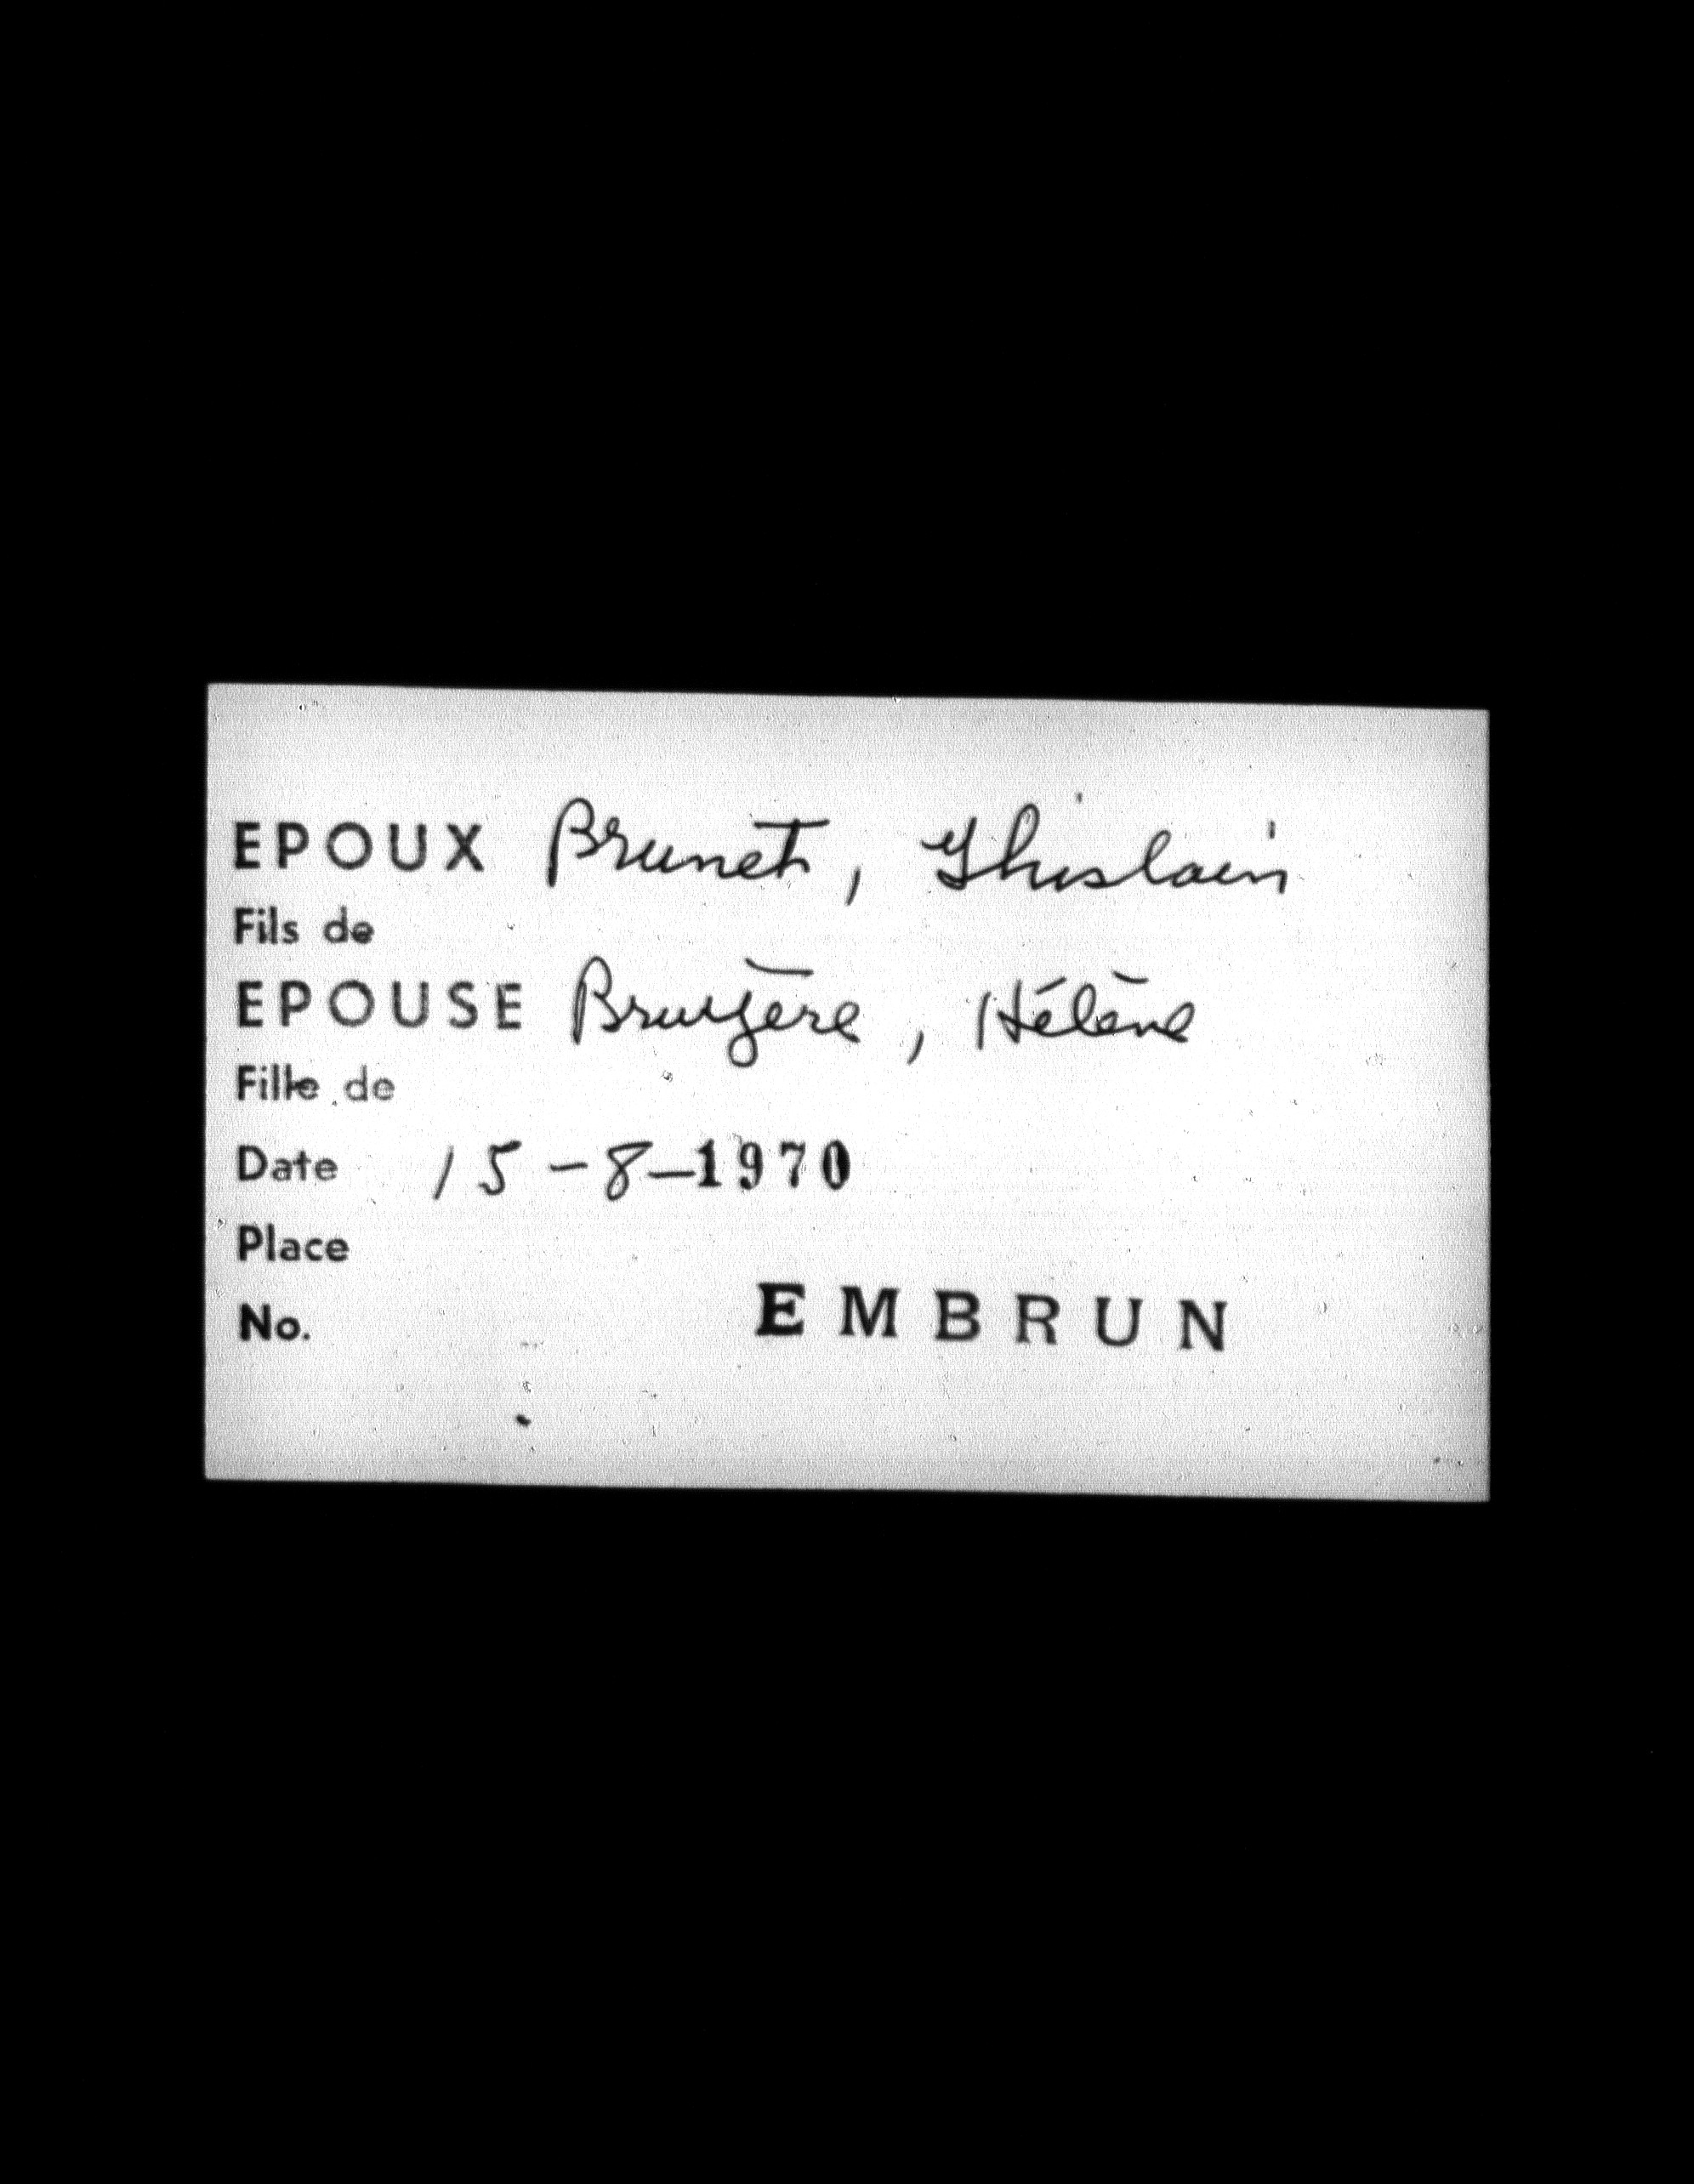 EPOUX Brunet, Ghislain
Fils de
EPOUSE Bruyère, Hélène
Fille de
Date 15-8-1970
Place
EMBRUN
No.